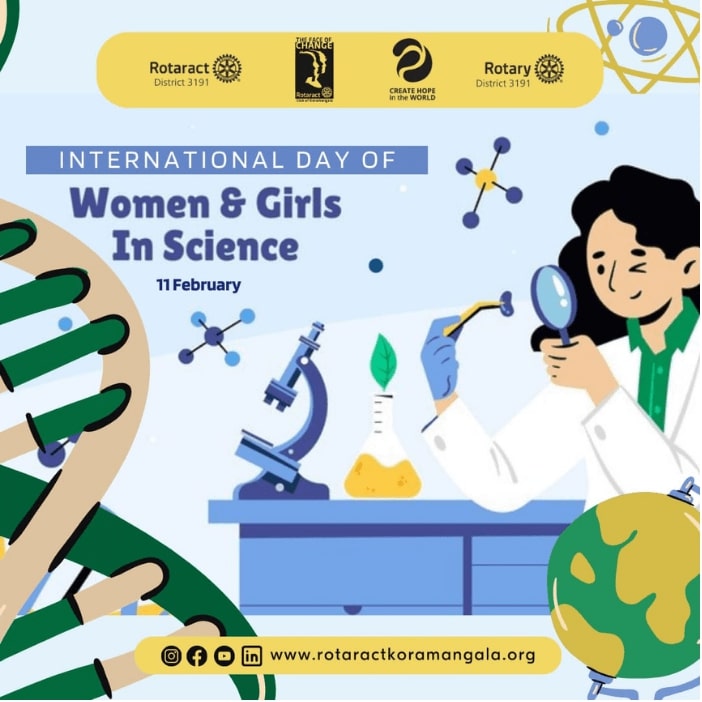 Rotaract
District 3191
THE FACE OF
CHANGE
Rotaract
CREATE HOPE
in the WORLD
Rotary
District 3191
INTERNATIONAL DAY OF
Women & Girls
In Science
11 February
www.rotaractkoramangala.org